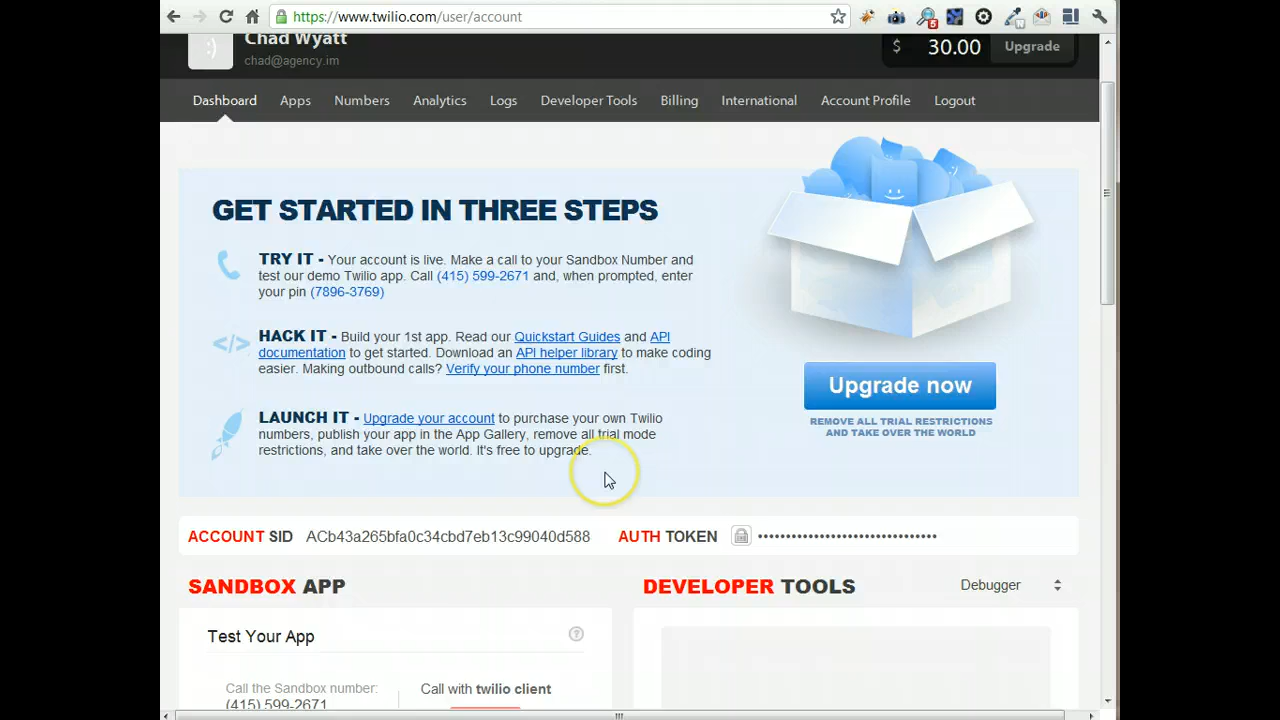 https://www.twilio.com/user/account
5
N
:)
Chad Wyatt
chad@agency.im
$ 30.00 Upgrade
Dashboard Apps Numbers Analytics Logs Developer Tools Billing International Account Profile Logout
GET STARTED IN THREE STEPS
TRY IT - Your account is live. Make a call to your Sandbox Number and
test our demo Twilio app. Call (415) 599-2671 and, when prompted, enter
your pin (7896-3769)
</> HACK IT - Build your 1st app. Read our Quickstart Guides and API
documentation to get started. Download an API helper library to make coding
easier. Making outbound calls? Verify your phone number first.
LAUNCH IT - Upgrade your account to purchase your own Twilio
numbers, publish your app in the App Gallery, remove all trial mode
restrictions, and take over the world. It's free to upgrade.
Upgrade now
REMOVE ALL TRIAL RESTRICTIONS
AND TAKE OVER THE WORLD
ACCOUNT SID ACb43a265bfa0c34cbd7eb13c99040d588 AUTH TOKEN ••••••••••••••••••••••••••••••••
SANDBOX APP
DEVELOPER TOOLS Debugger
Test Your App ?
Call the Sandbox number:
(415) 599-2671
Call with twilio client